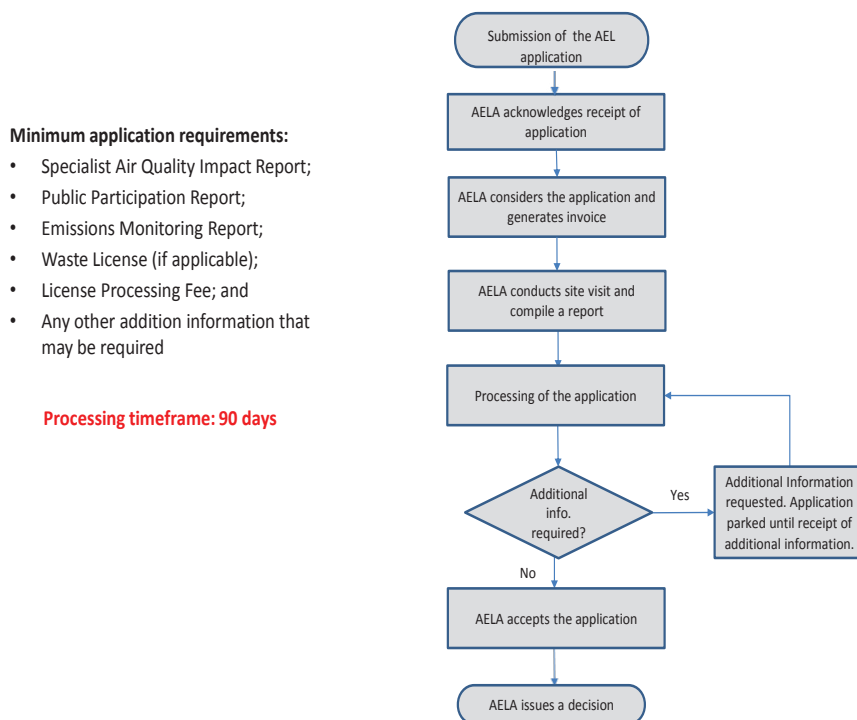 Minimum application requirements:
• Specialist Air Quality Impact Report;
• Public Participation Report;
• Emissions Monitoring Report;
• Waste License (if applicable);
• License Processing Fee; and
• Any other addition information that
may be required
Processing timeframe: 90 days
Submission of the AEL
application
AELA acknowledges receipt of
application
AELA considers the application and
generates invoice
AELA conducts site visit and
compile a report
Processing of the application
Additional
info.
required?
Yes
Additional Information
requested. Application
parked until receipt of
additional information.
No
AELA accepts the application
AELA issues a decision